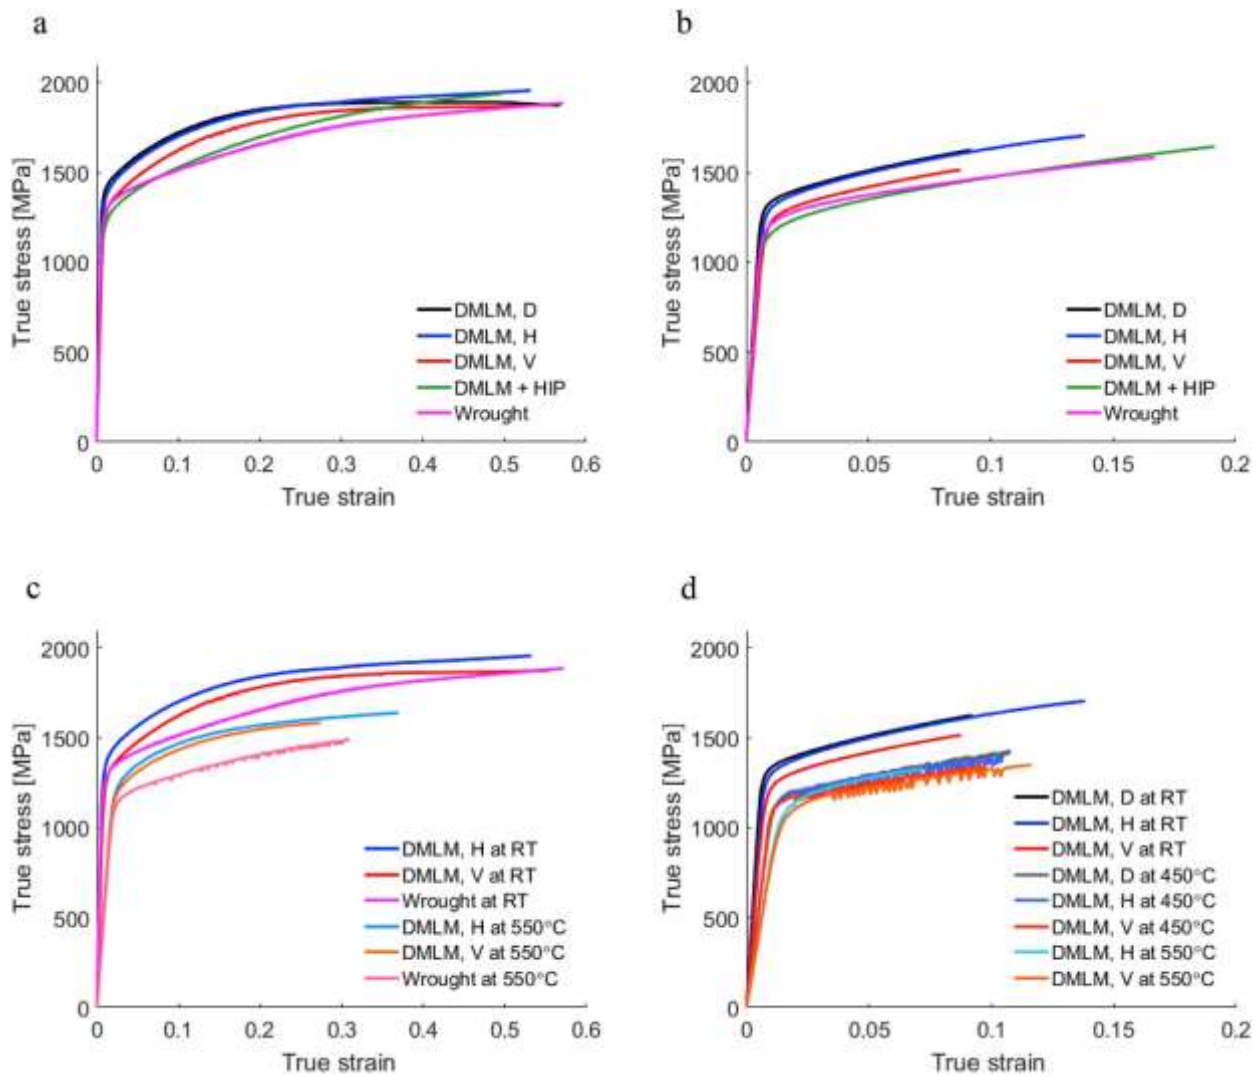 a
2000
1500
1000
500
0
True stress [MPa]
DMLM, D
DMLM, H
DMLM, V
DMLM + HIP
Wrought
0 0.1 0.2 0.3 0.4 0.5 0.6
True strain
b
2000
1500
1000
500
0
True stress [MPa]
DMLM, D
DMLM, H
DMLM, V
DMLM + HIP
Wrought
0 0.05 0.1 0.15 0.2
True strain
c
2000
1500
1000
500
0
True stress [MPa]
DMLM, H at RT
DMLM, V at RT
Wrought at RT
DMLM, H at 550°C
DMLM, V at 550°C
Wrought at 550°C
0 0.1 0.2 0.3 0.4 0.5 0.6
True strain
d
2000
1500
1000
500
0
True stress [MPa]
DMLM, D at RT
DMLM, H at RT
DMLM, V at RT
DMLM, D at 450°C
DMLM, H at 450°C
DMLM, V at 450°C
DMLM, H at 550°C
DMLM, V at 550°C
0 0.05 0.1 0.15 0.2
True strain